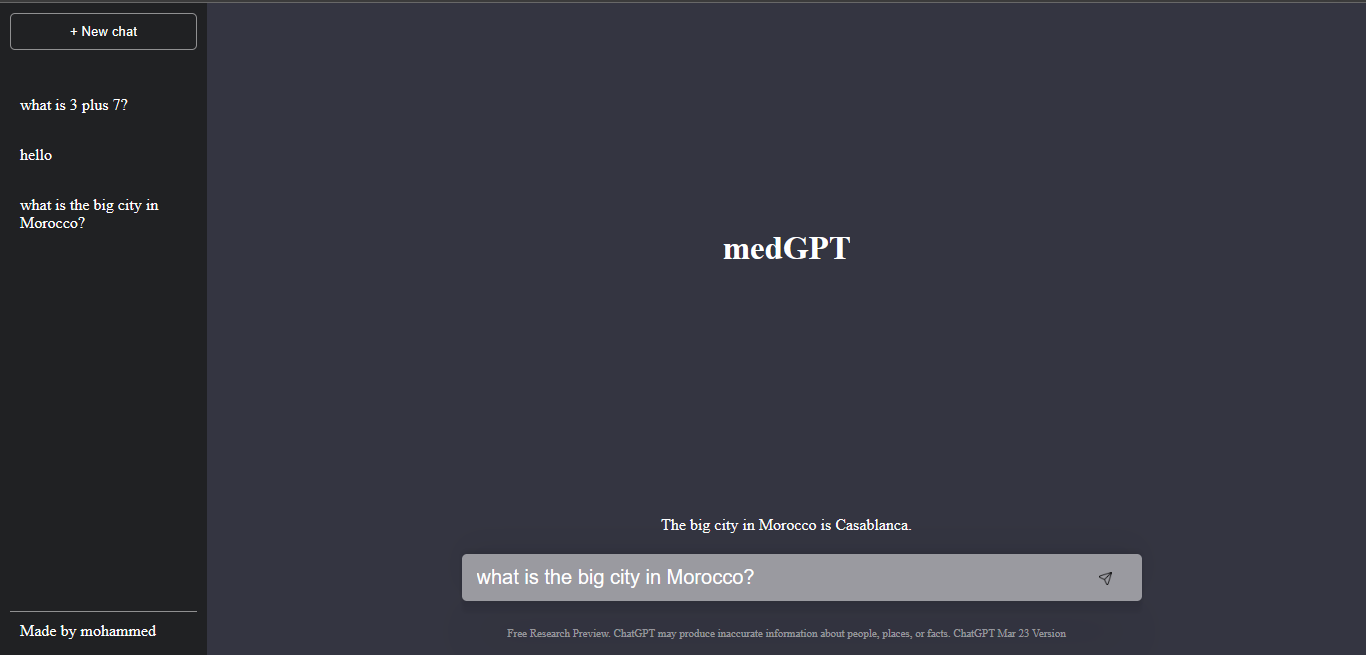 + New chat
what is 3 plus 7?
hello
what is the big city in
Morocco?
Made by mohammed
medGPT
The big city in Morocco is Casablanca.
what is the big city in Morocco?
Free Research Preview. ChatGPT may produce inaccurate information about people, places, or facts. ChatGPT Mar 23 Version